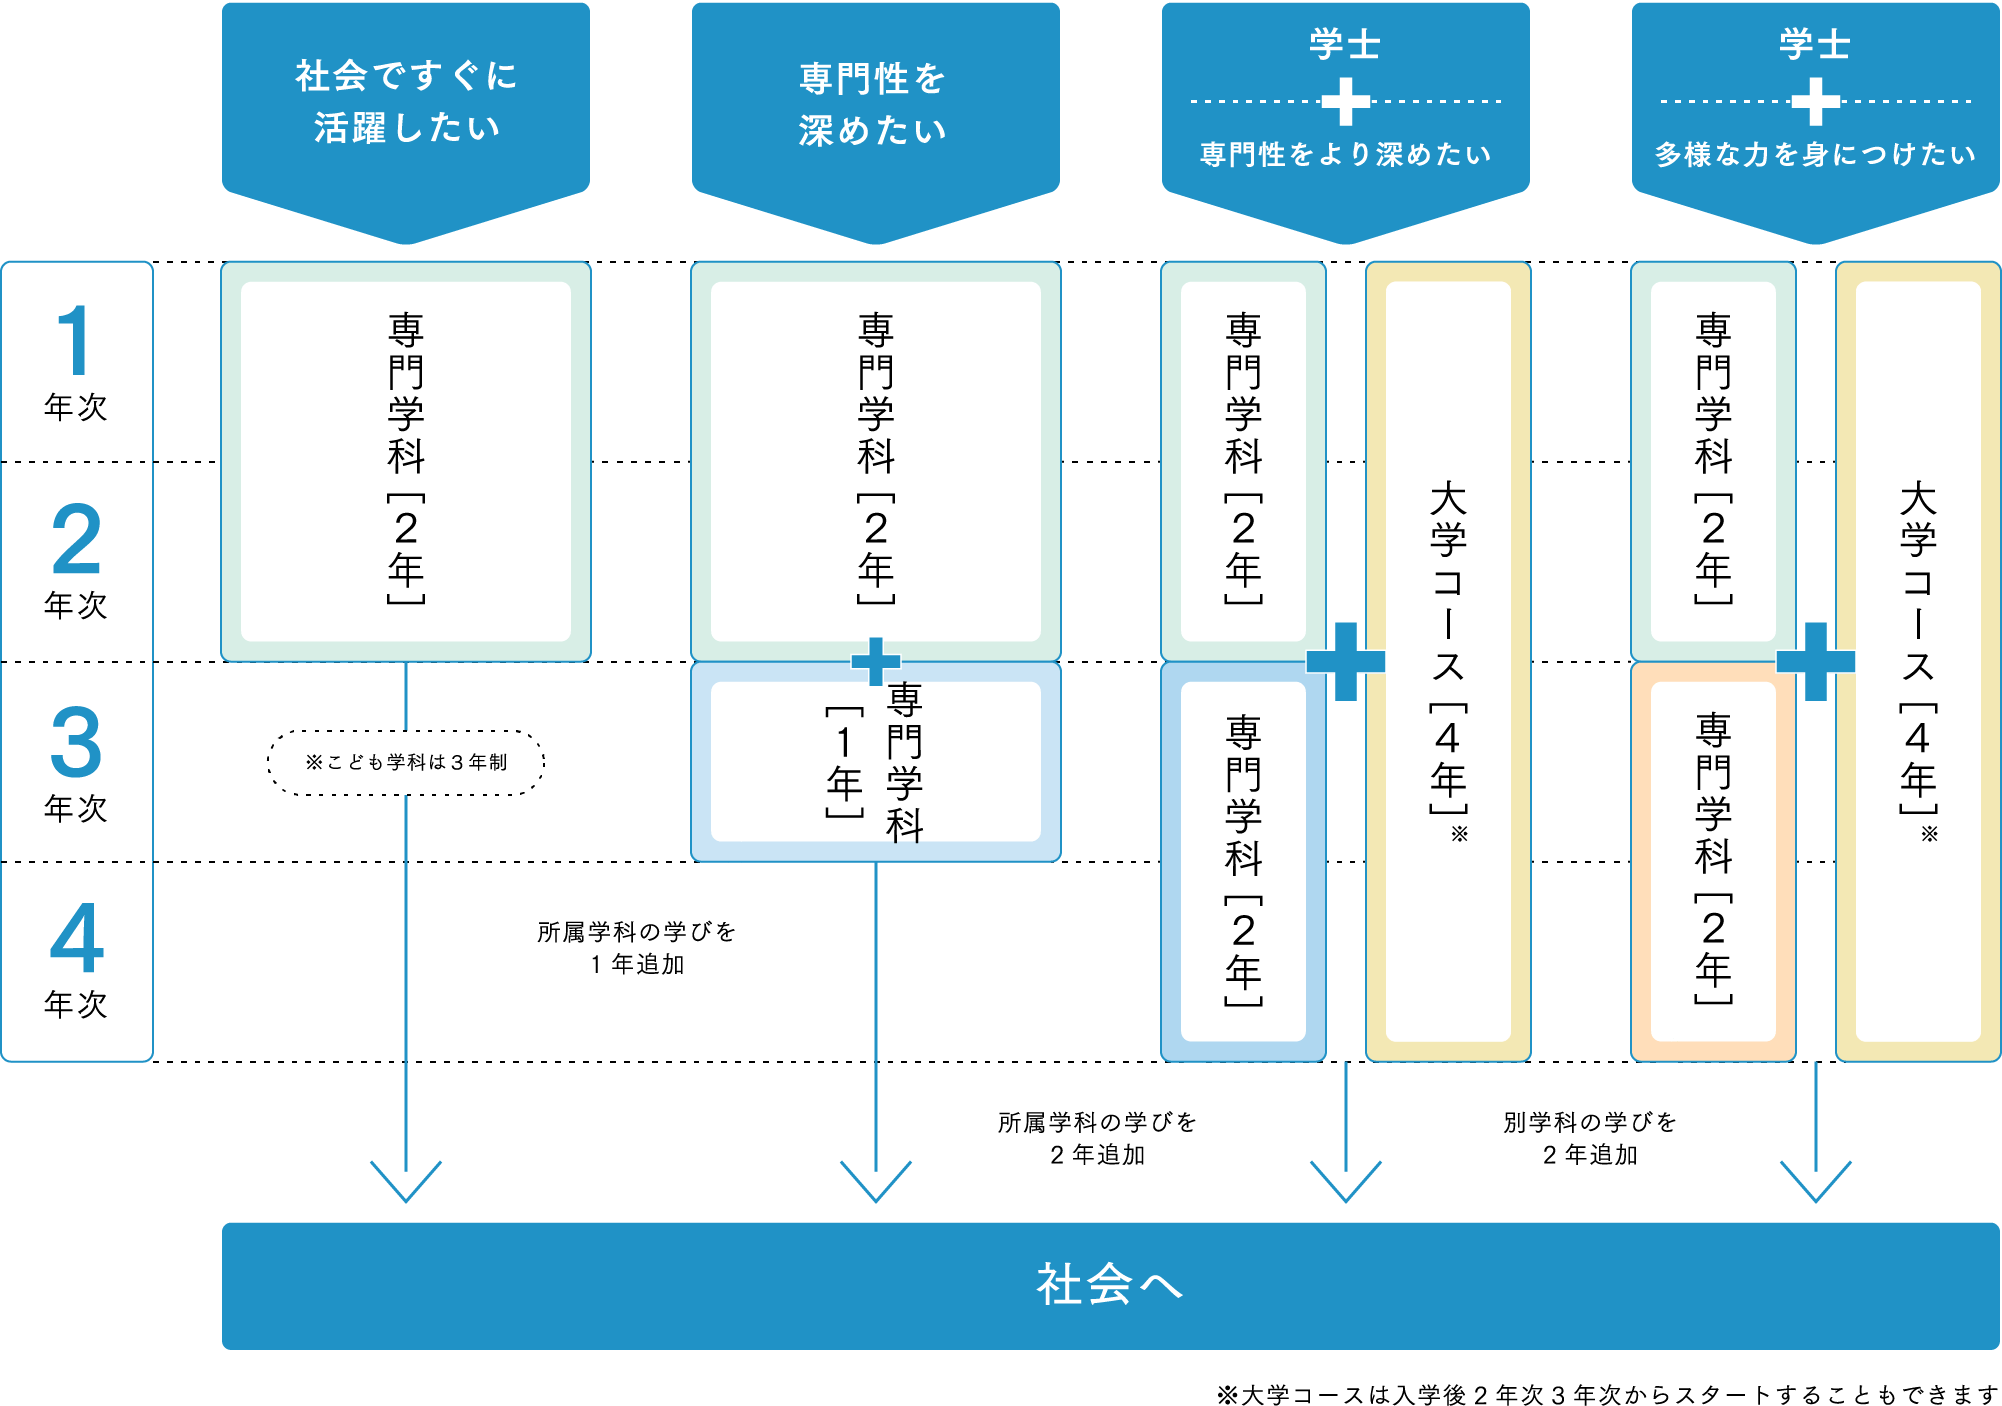 社会ですぐに
活躍したい
専門性を
深めたい
学士
専門性をより深めたい
学士
多様な力を身につけたい
1
年次
2
年次
3
年次
4
年次
専門学科[2年]
※こども学科は3年制
専門学科[2年]
専門学科
[1年]
専門学科[2年]
専門学科[2年]
大学コース[4年]※
専門学科[2年]
専門学科[2年]
大学コース[4年]※
所属学科の学びを
1年追加
所属学科の学びを
2年追加
別学科の学びを
2年追加
社会へ
※大学コースは入学後2年次3年次からスタートすることもできます